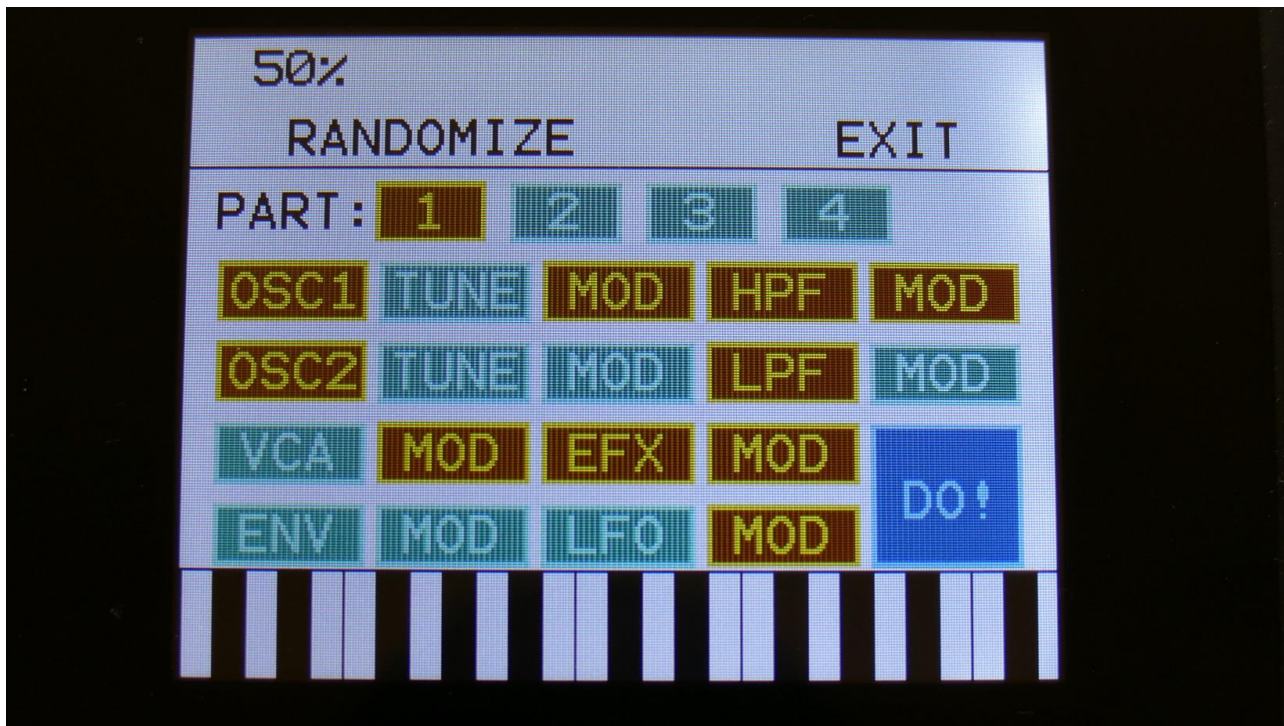 50%
RANDOMIZE EXIT
PART: 1 2 3 4
OSC1 TUNE MOD HPF MOD
OSC2 TUNE MOD LPF MOD
VCA MOD EFX MOD
DO!
ENV MOD LFO MOD